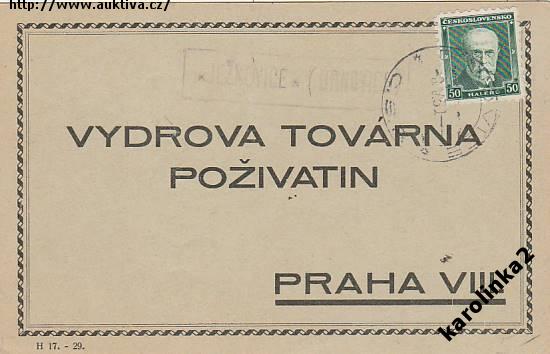 http://www.auktiva.cz/
ČESKOSLOVENSKO
50 HALÉŘŮ 50
VYDROVA TOVÁRNA
POŽIVATIN
PRAHA VIII
karolinka2
H 17. - 29.